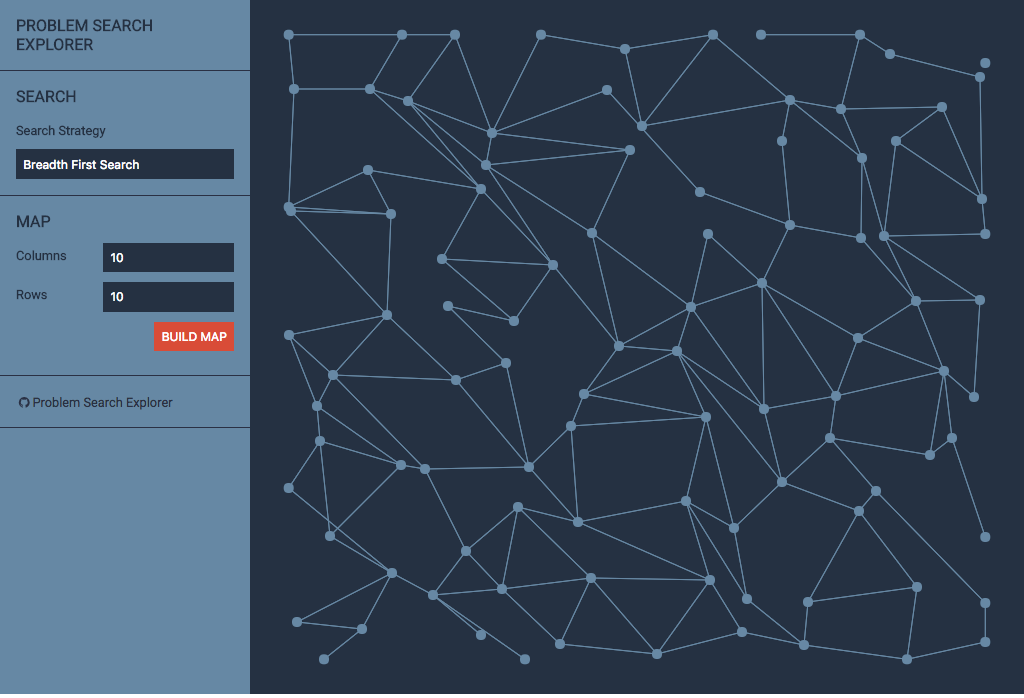 PROBLEM SEARCH
EXPLORER
SEARCH
Search Strategy
Breadth First Search
MAP
Columns
10
Rows
10
BUILD MAP
Problem Search Explorer